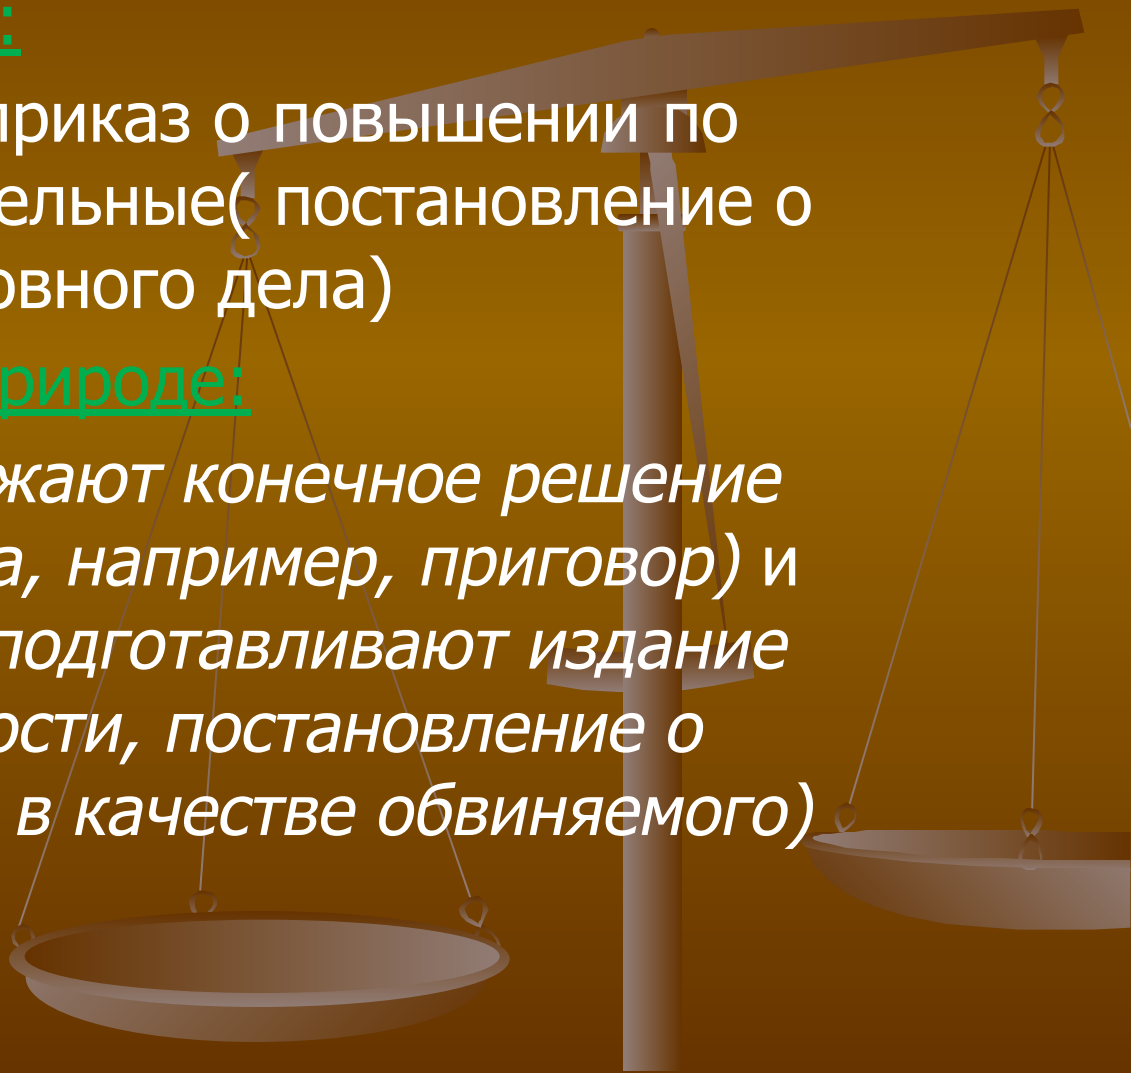 :
приказ о повышении по
ельные( постановление о
овного дела)
рироде:
жают конечное решение
а, например, приговор) и
подготавливают издание
ости, постановление о
в качестве обвиняемого)